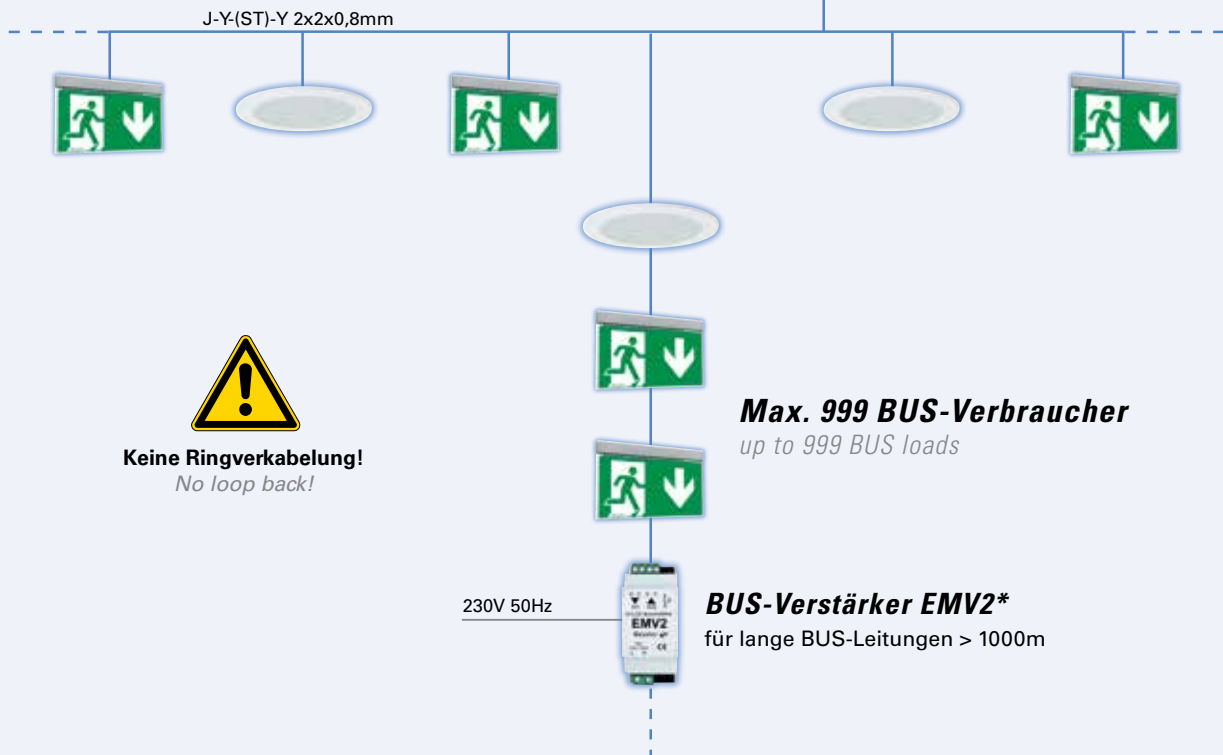 J-Y-(ST)-Y 2x2x0,8mm
Keine Ringverkabelung!
No loop back!
Max. 999 BUS-Verbraucher
up to 999 BUS loads
230V 50Hz
EMV2
CE
BUS-Verstärker EMV2*
für lange BUS-Leitungen > 1000m